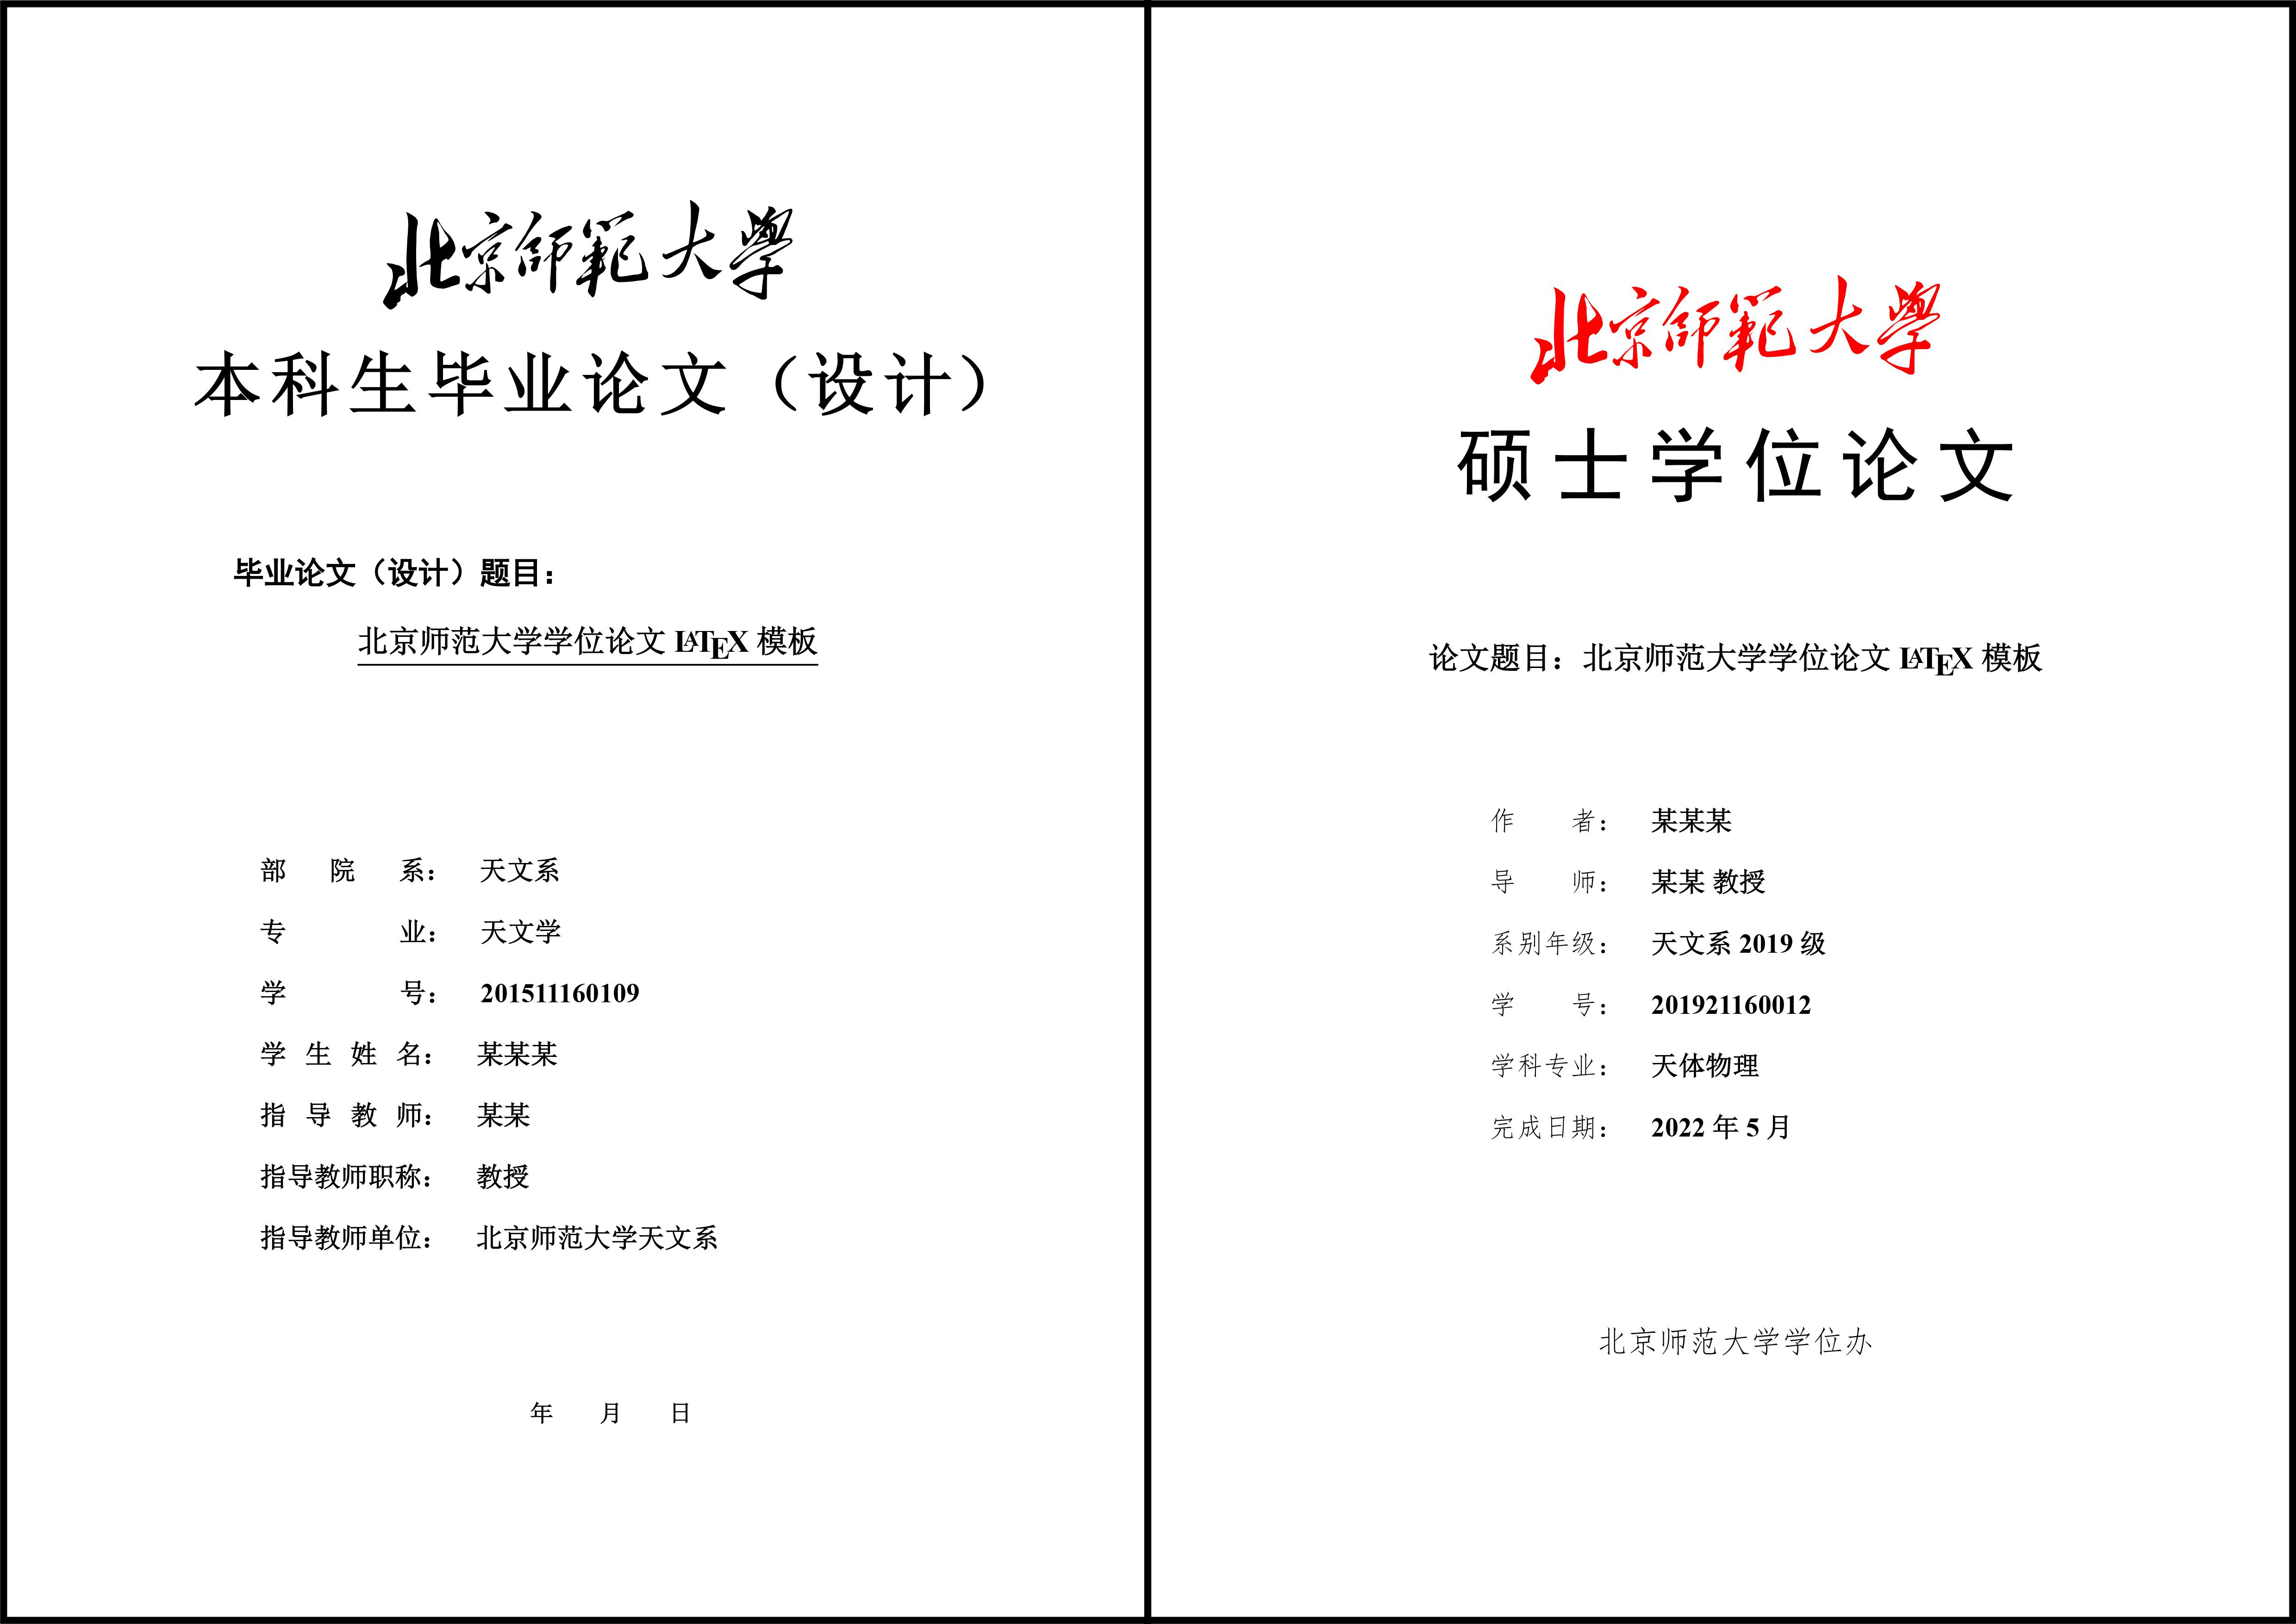 北京师范大学
本科生毕业论文（设计）
毕业论文（设计）题目：
北京师范大学学位论文 LATEX 模板
部院系： 天文系
专业： 天文学
学号： 201511160109
学生姓名： 某某某
指导教师： 某某
指导教师职称： 教授
指导教师单位： 北京师范大学天文系
年 月 日
北京師範大學
硕士学位论文
论文题目：北京师范大学学位论文 LATEX 模板
作者： 某某某
导师： 某某 教授
系别年级： 天文系 2019 级
学号： 201921160012
学科专业： 天体物理
完成日期： 2022 年 5 月
北京师范大学学位办